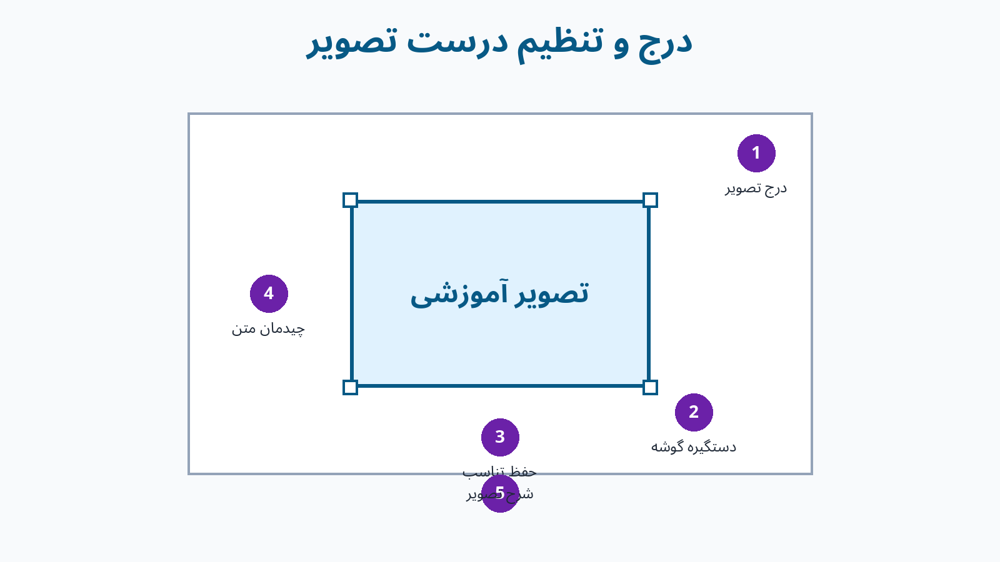 درج و تنظیم درست تصویر
1
درج تصویر
تصویر آموزشی
4
چیدمان متن
2
دستگیره گوشه
3
حفظ تناسب
5
شرح تصویر